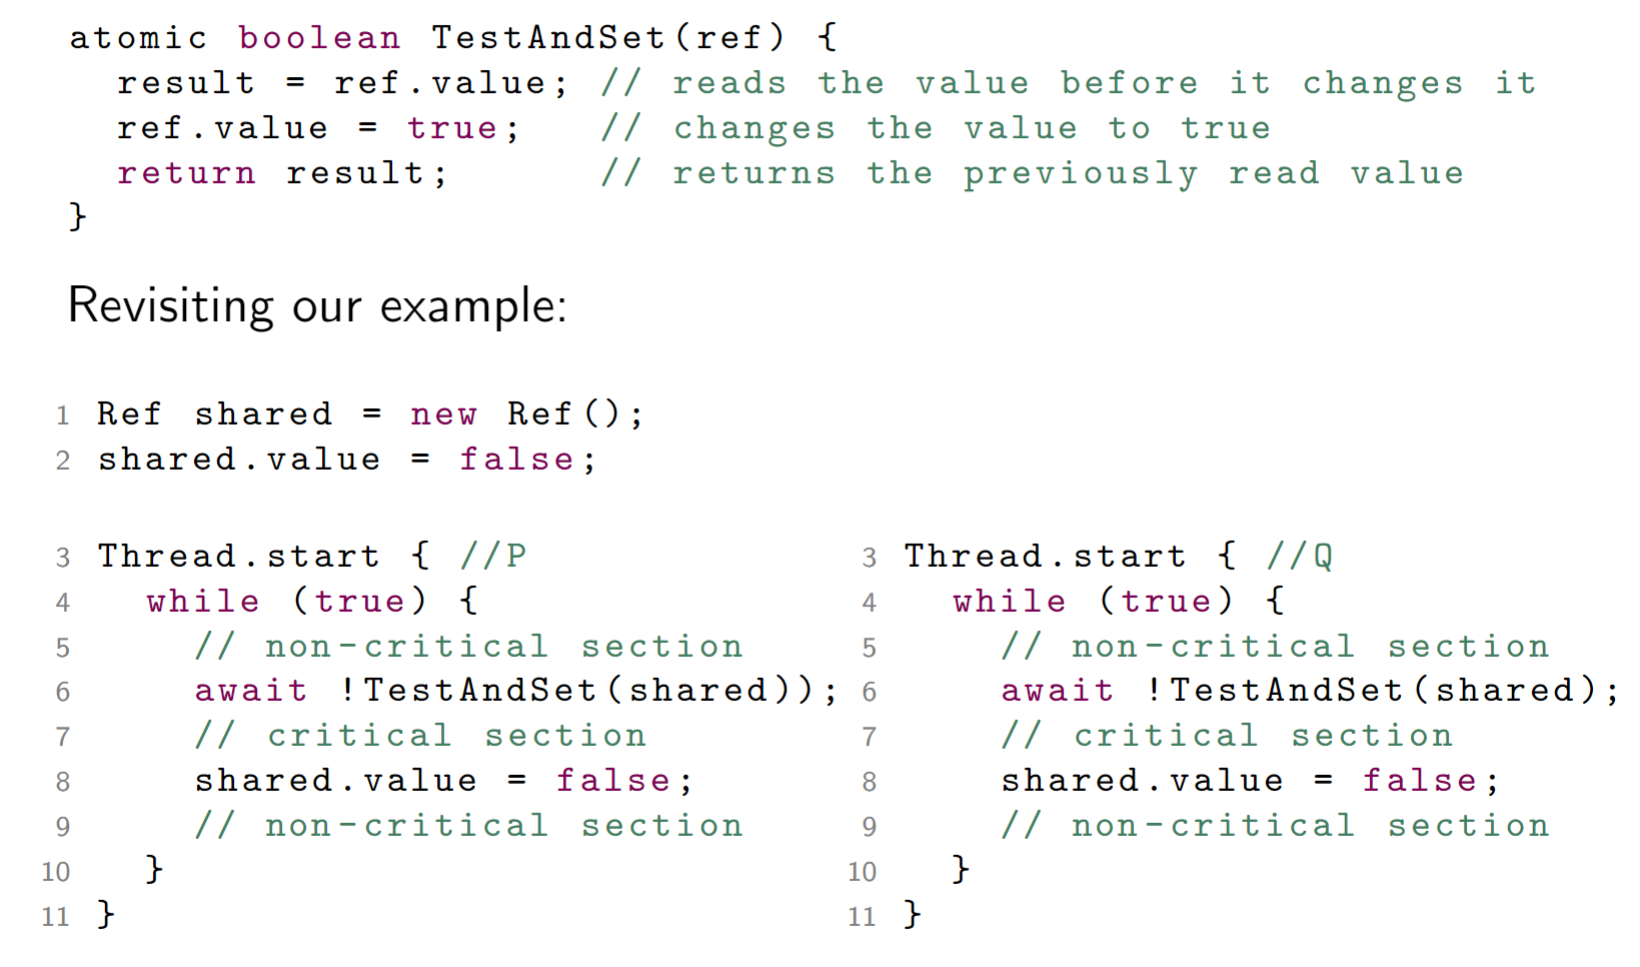 atomic boolean TestAndSet(ref) {
result = ref.value; // reads the value before it changes it
ref.value = true; // changes the value to true
return result; // returns the previously read value
}
Revisiting our example:
1 Ref shared = new Ref();
2 shared.value = false;
3 Thread.start { //P
4 while (true) {
5 // non-critical section
6 await !TestAndSet(shared));
7 // critical section
8 shared.value = false;
9 // non-critical section
10 }
11 }
3 Thread.start { //Q
4 while (true) {
5 // non-critical section
6 await !TestAndSet(shared);
7 // critical section
8 shared.value = false;
9 // non-critical section
10 }
11 }